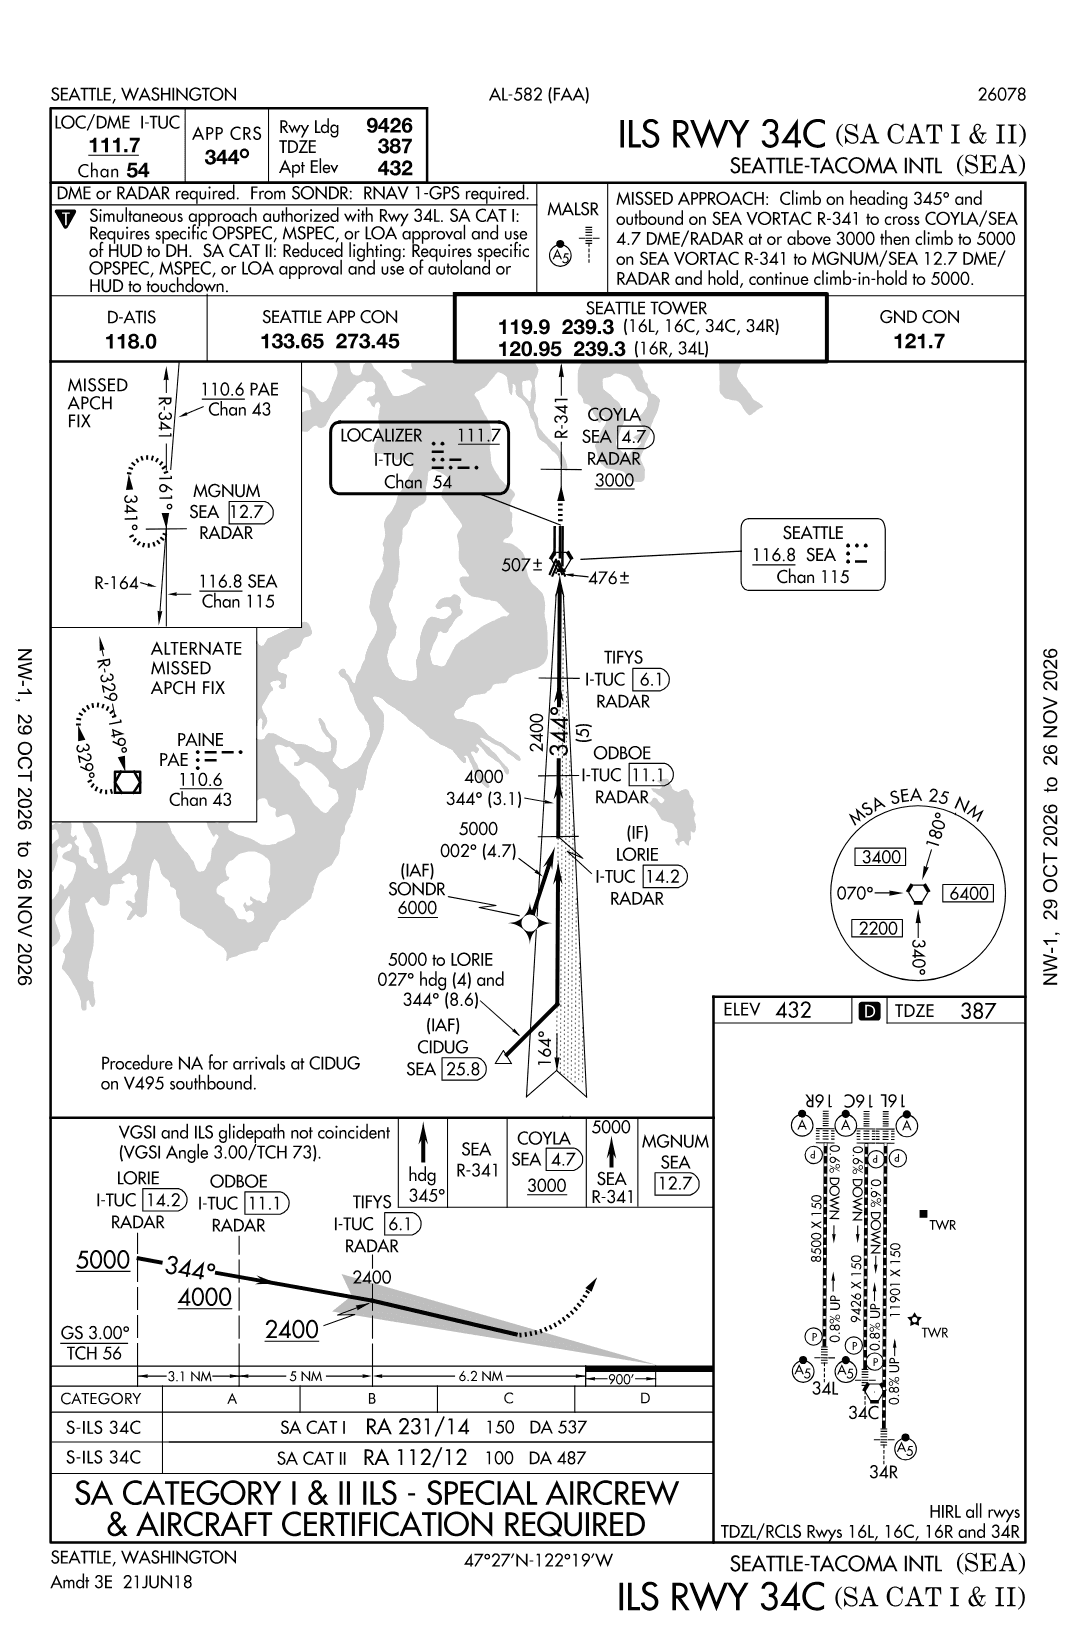 SEATTLE, WASHINGTON
AL-582 (FAA)
26078
LOC/DME I-TUC
111.7
Chan 54
APP CRS
344°
Rwy Ldg 9426
TDZE 387
Apt Elev 432
ILS RWY 34C (SA CAT I & II)
SEATTLE-TACOMA INTL (SEA)
DME or RADAR required. From SONDR: RNAV 1-GPS required.
T
Simultaneous approach authorized with Rwy 34L. SA CAT I:
Requires specific OPSPEC, MSPEC, or LOA approval and use
of HUD to DH. SA CAT II: Reduced lighting: Requires specific
OPSPEC, MSPEC, or LOA approval and use of autoland or
HUD to touchdown.
MALSR
A5
MISSED APPROACH: Climb on heading 345° and
outbound on SEA VORTAC R-341 to cross COYLA/SEA
4.7 DME/RADAR at or above 3000 then climb to 5000
on SEA VORTAC R-341 to MGNUM/SEA 12.7 DME/
RADAR and hold, continue climb-in-hold to 5000.
D-ATIS
118.0
SEATTLE APP CON
133.65 273.45
SEATTLE TOWER
119.9 239.3 (16L, 16C, 34C, 34R)
120.95 239.3 (16R, 34L)
GND CON
121.7
MISSED
APCH
FIX
R-341
110.6 PAE
Chan 43
161°
341°
MGNUM
SEA 12.7
RADAR
R-164
116.8 SEA
Chan 115
ALTERNATE
MISSED
APCH FIX
R-329
149°
329°
PAINE
PAE
110.6
Chan 43
LOCALIZER 111.7
I-TUC
Chan 54
R-341
COYLA
SEA 4.7
RADAR
3000
SEATTLE
116.8 SEA
Chan 115
507±
476±
TIFYS
I-TUC 6.1
RADAR
2400
344°
(5)
ODBOE
I-TUC 11.1
RADAR
4000
344° (3.1)
5000
002° (4.7)
(IF)
LORIE
I-TUC 14.2
RADAR
(IAF)
SONDR
6000
5000 to LORIE
027° hdg (4) and
344° (8.6)
(IAF)
CIDUG
SEA 25.8
164°
Procedure NA for arrivals at CIDUG
on V495 southbound.
MSA SEA 25 NM
180°
3400
070°
6400
2200
340°
NW-1, 29 OCT 2026 to 26 NOV 2026
NW-1, 29 OCT 2026 to 26 NOV 2026
ELEV 432
D
TDZE 387
16R
16C
16L
A
A
A
P
P
P
0.6% DOWN
0.6% DOWN
0.6% DOWN
8500 X 150
9426 X 150
11901 X 150
TWR
TWR
0.8% UP
0.8% UP
0.8% UP
P
P
P
A5
A5
34L
34C
A5
34R
HIRL all rwys
TDZL/RCLS Rwys 16L, 16C, 16R and 34R
VGSI and ILS glidepath not coincident
(VGSI Angle 3.00/TCH 73).
hdg
345°
SEA
R-341
COYLA
SEA 4.7
3000
5000
SEA
R-341
MGNUM
SEA
12.7
LORIE
I-TUC 14.2
RADAR
ODBOE
I-TUC 11.1
RADAR
TIFYS
I-TUC 6.1
RADAR
5000
344°
4000
2400
2400
GS 3.00°
TCH 56
3.1 NM
5 NM
6.2 NM
900'
CATEGORY A B C D
S-ILS 34C SA CAT I RA 231/14 150 DA 537
S-ILS 34C SA CAT II RA 112/12 100 DA 487
SA CATEGORY I & II ILS - SPECIAL AIRCREW
& AIRCRAFT CERTIFICATION REQUIRED
SEATTLE, WASHINGTON
Amdt 3E 21JUN18
47°27'N-122°19'W
SEATTLE-TACOMA INTL (SEA)
ILS RWY 34C (SA CAT I & II)